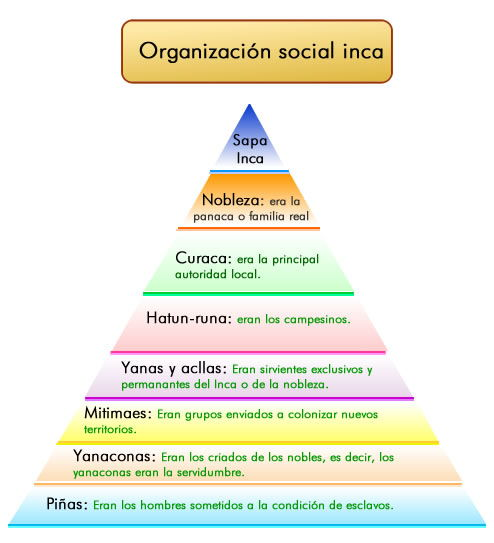 Organización social inca
Sapa
Inca
Nobleza: era la
panaca o familia real
Curaca: era la principal
autoridad local.
Hatun-runa: eran los campesinos.
Yanas y acllas: Eran sirvientes exclusivos y
permanantes del Inca o de la nobleza.
Mitimaes: Eran grupos enviados a colonizar nuevos
territorios.
Yanaconas: Eran los criados de los nobles, es decir, los
yanaconas eran la servidumbre.
Piñas: Eran los hombres sometidos a la condición de esclavos.